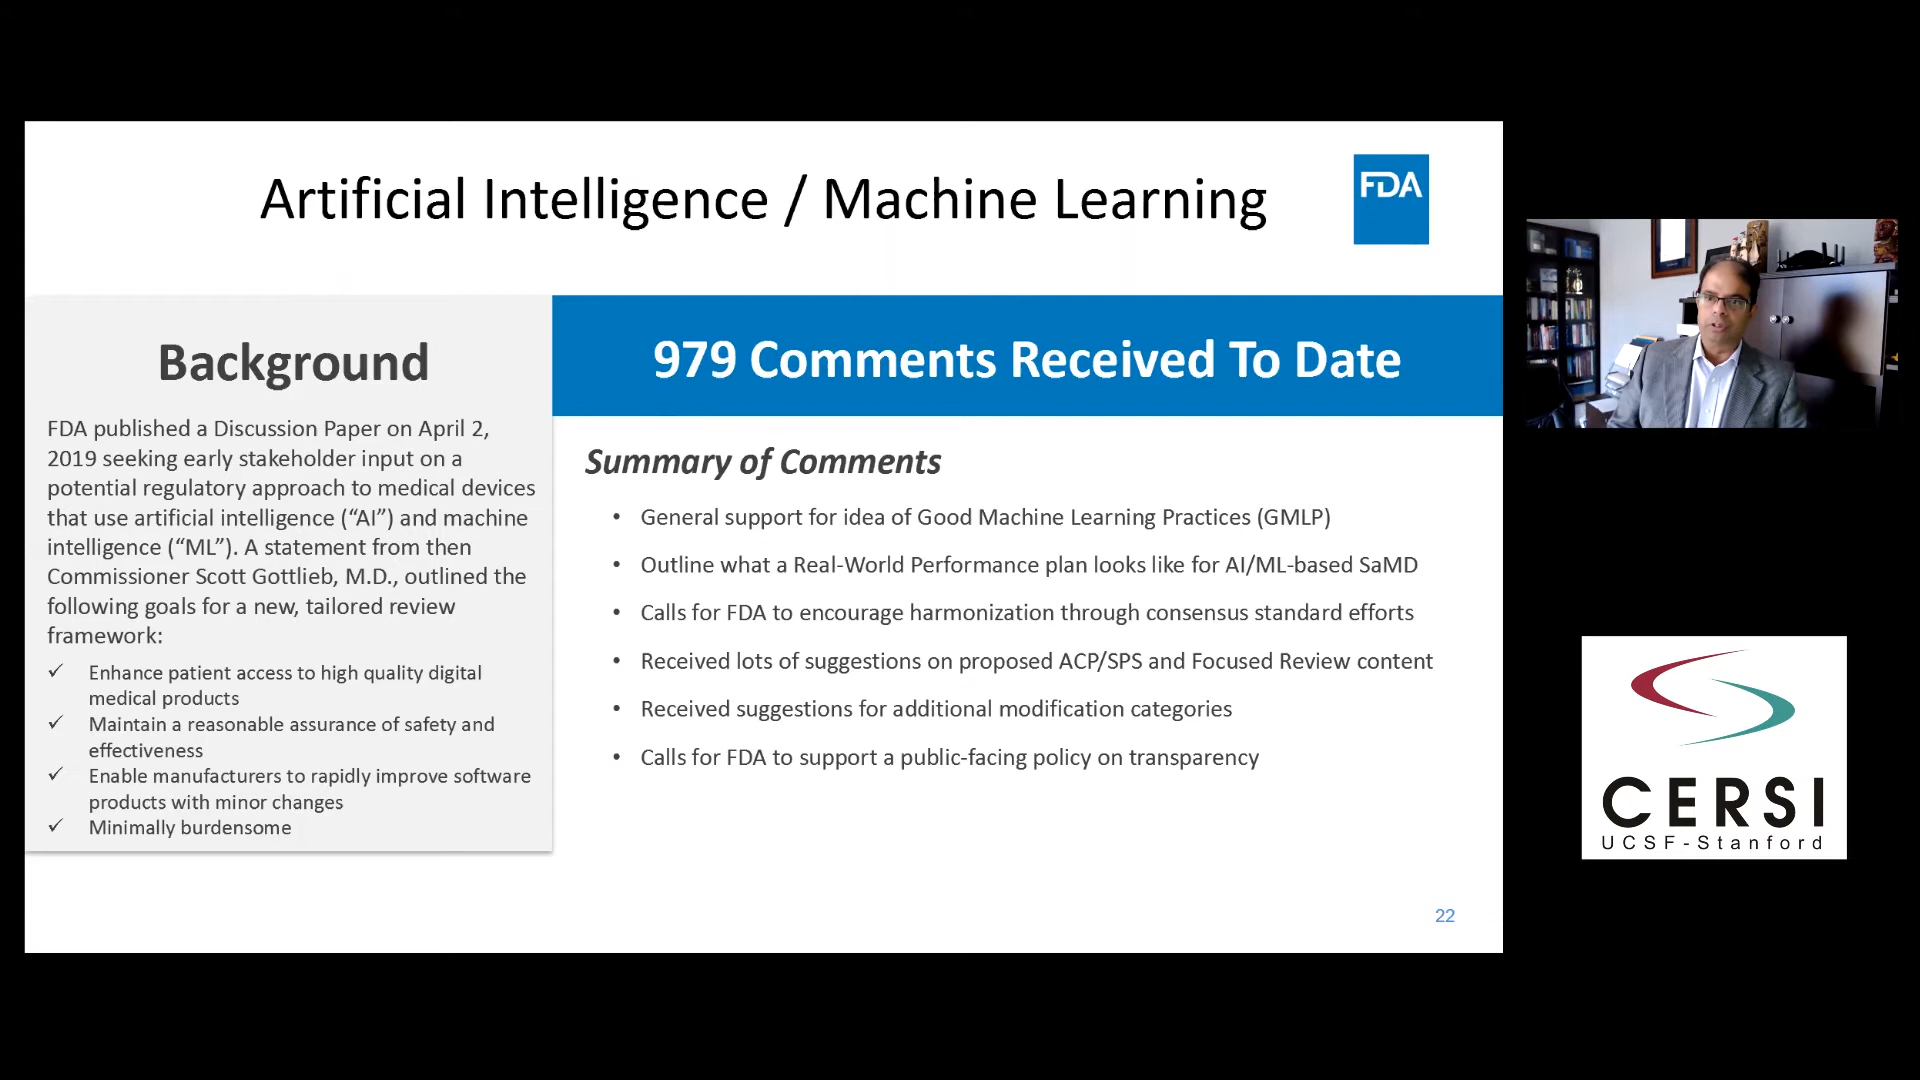 Artificial Intelligence / Machine Learning
FDA
Background
FDA published a Discussion Paper on April 2,
2019 seeking early stakeholder input on a
potential regulatory approach to medical devices
that use artificial intelligence (“AI”) and machine
intelligence (“ML”). A statement from then
Commissioner Scott Gottlieb, M.D., outlined the
following goals for a new, tailored review
framework:
✓ Enhance patient access to high quality digital
medical products
✓ Maintain a reasonable assurance of safety and
effectiveness
✓ Enable manufacturers to rapidly improve software
products with minor changes
✓ Minimally burdensome
979 Comments Received To Date
Summary of Comments
• General support for idea of Good Machine Learning Practices (GMLP)
• Outline what a Real-World Performance plan looks like for AI/ML-based SaMD
• Calls for FDA to encourage harmonization through consensus standard efforts
• Received lots of suggestions on proposed ACP/SPS and Focused Review content
• Received suggestions for additional modification categories
• Calls for FDA to support a public-facing policy on transparency
22
CERSI
UCSF-Stanford